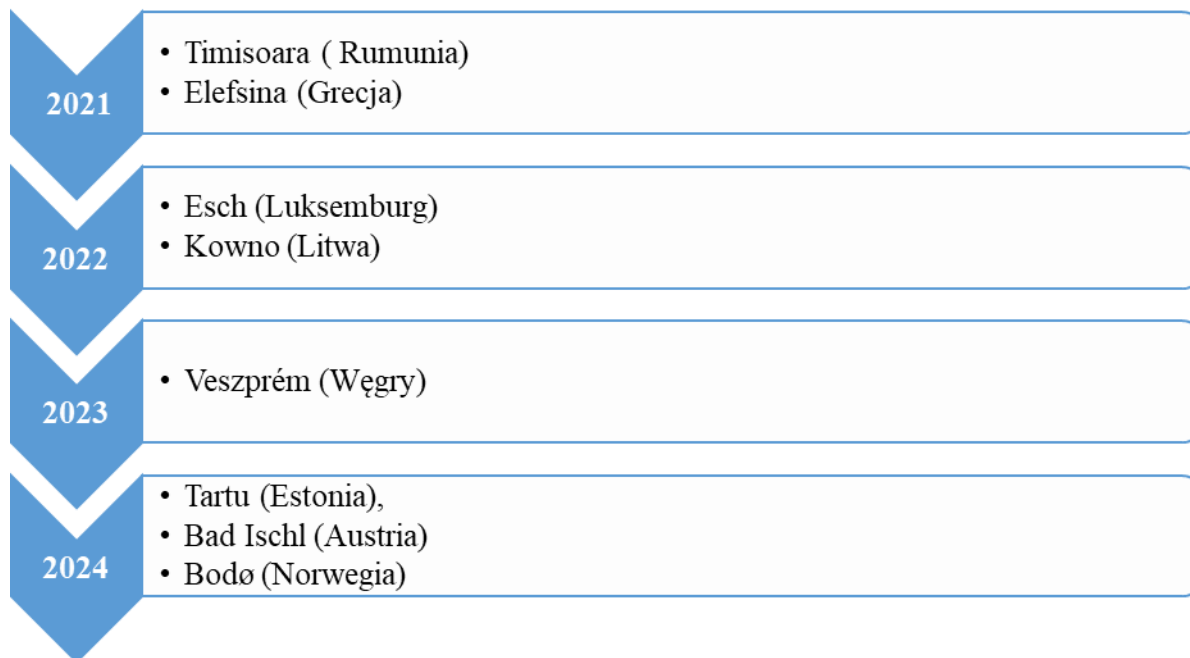 2021
• Timisoara ( Rumunia)
• Elefsina (Grecja)
2022
• Esch (Luksemburg)
• Kowno (Litwa)
2023
• Veszprém (Węgry)
2024
• Tartu (Estonia),
• Bad Ischl (Austria)
• Bodø (Norwegia)